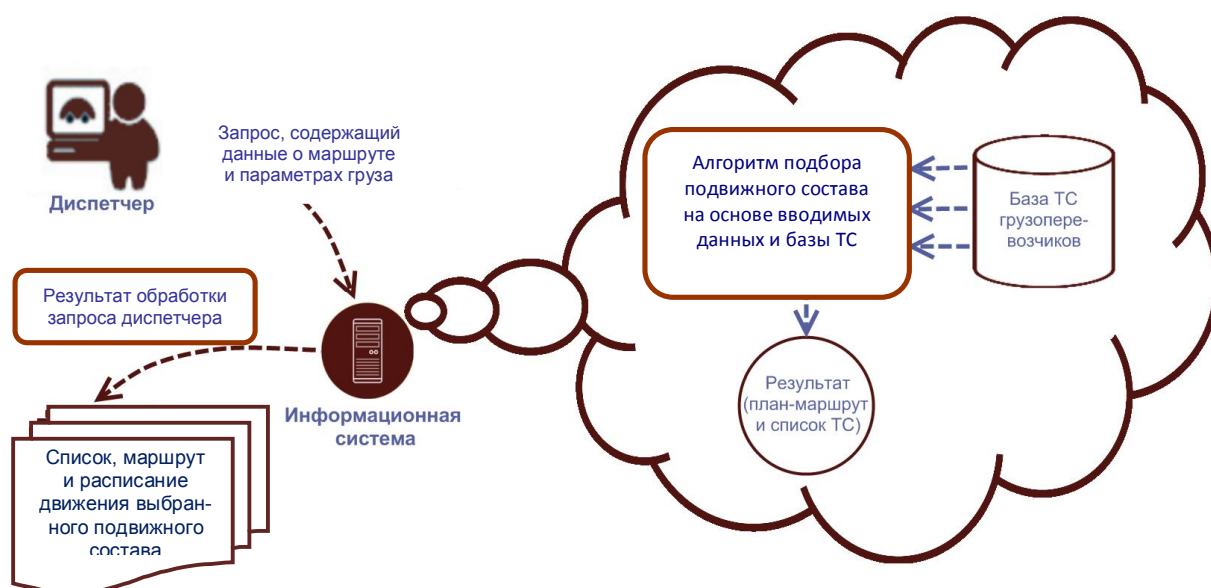 Диспетчер
Запрос, содержащий
данные о маршруте
и параметрах груза
Результат обработки
запроса диспетчера
Информационная
система
Список, маршрут
и расписание
движения выбран-
ного подвижного
состава
Алгоритм подбора
подвижного состава
на основе вводимых
данных и базы ТС
База ТС
грузопере-
возчиков
Результат
(план-маршрут
и список ТС)